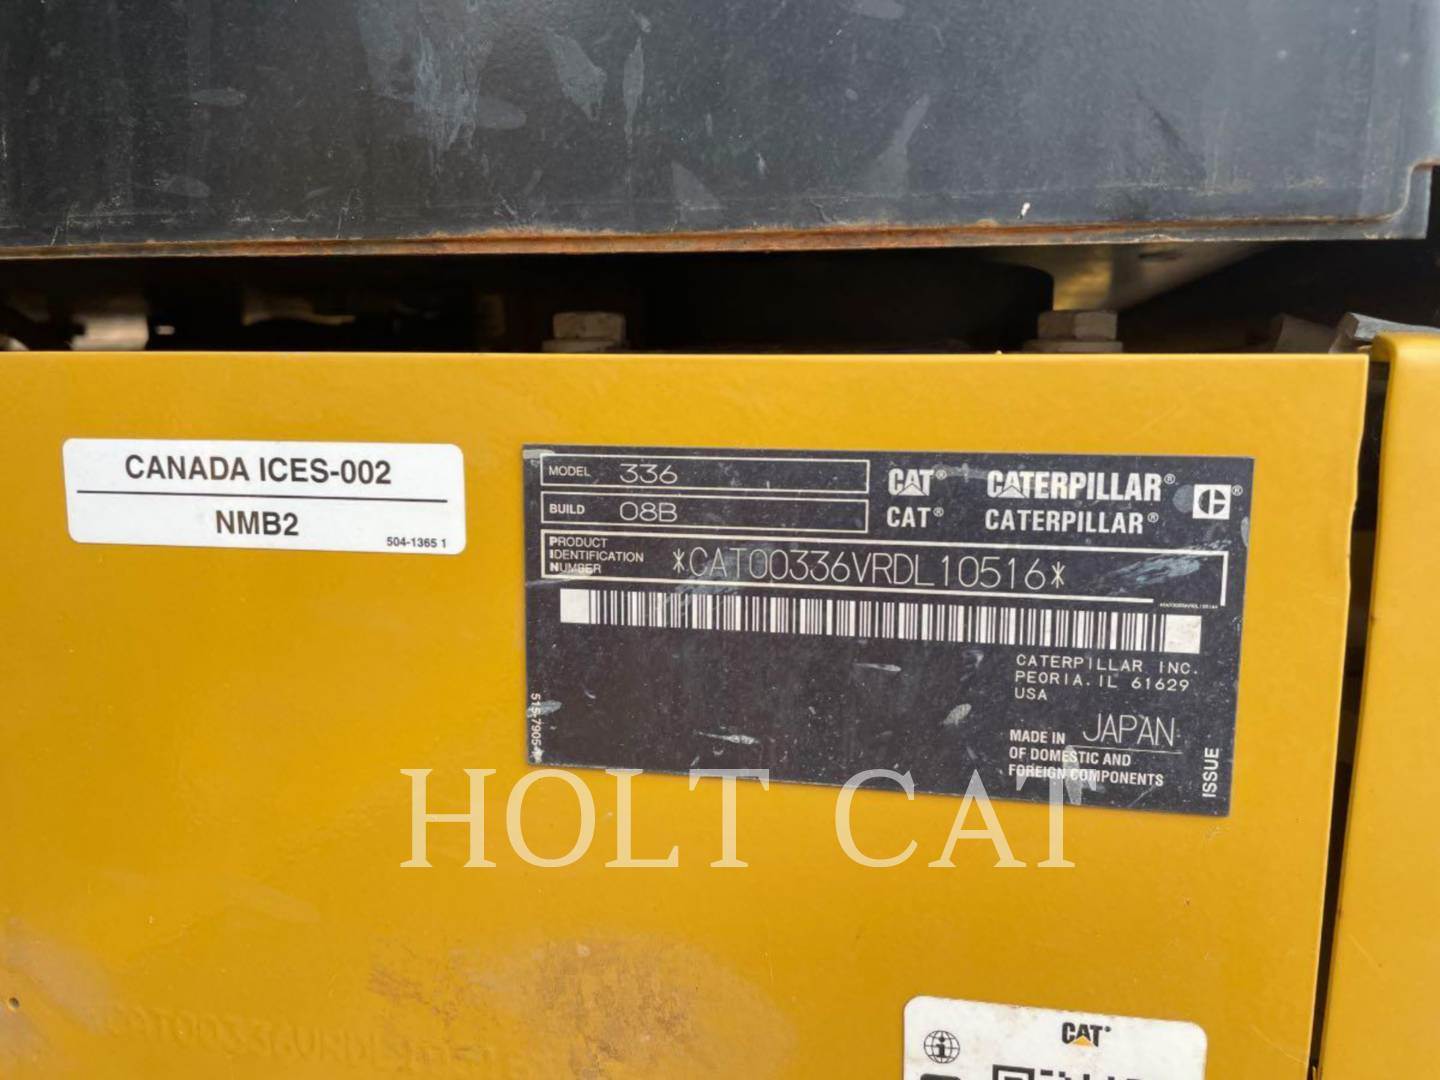 CANADA ICES-002
NMB2
504-1365 1
MODEL 336
BUILD 08B
CAT® CATERPILLAR®
CAT® CATERPILLAR®
PRODUCT
IDENTIFICATION
NUMBER
*CAT00336VRDL10516*
CATERPILLAR INC.
PEORIA, IL 61629
USA
MADE IN JAPAN
OF DOMESTIC AND
FOREIGN COMPONENTS
ISSUE
HOLT CAT
CAT®